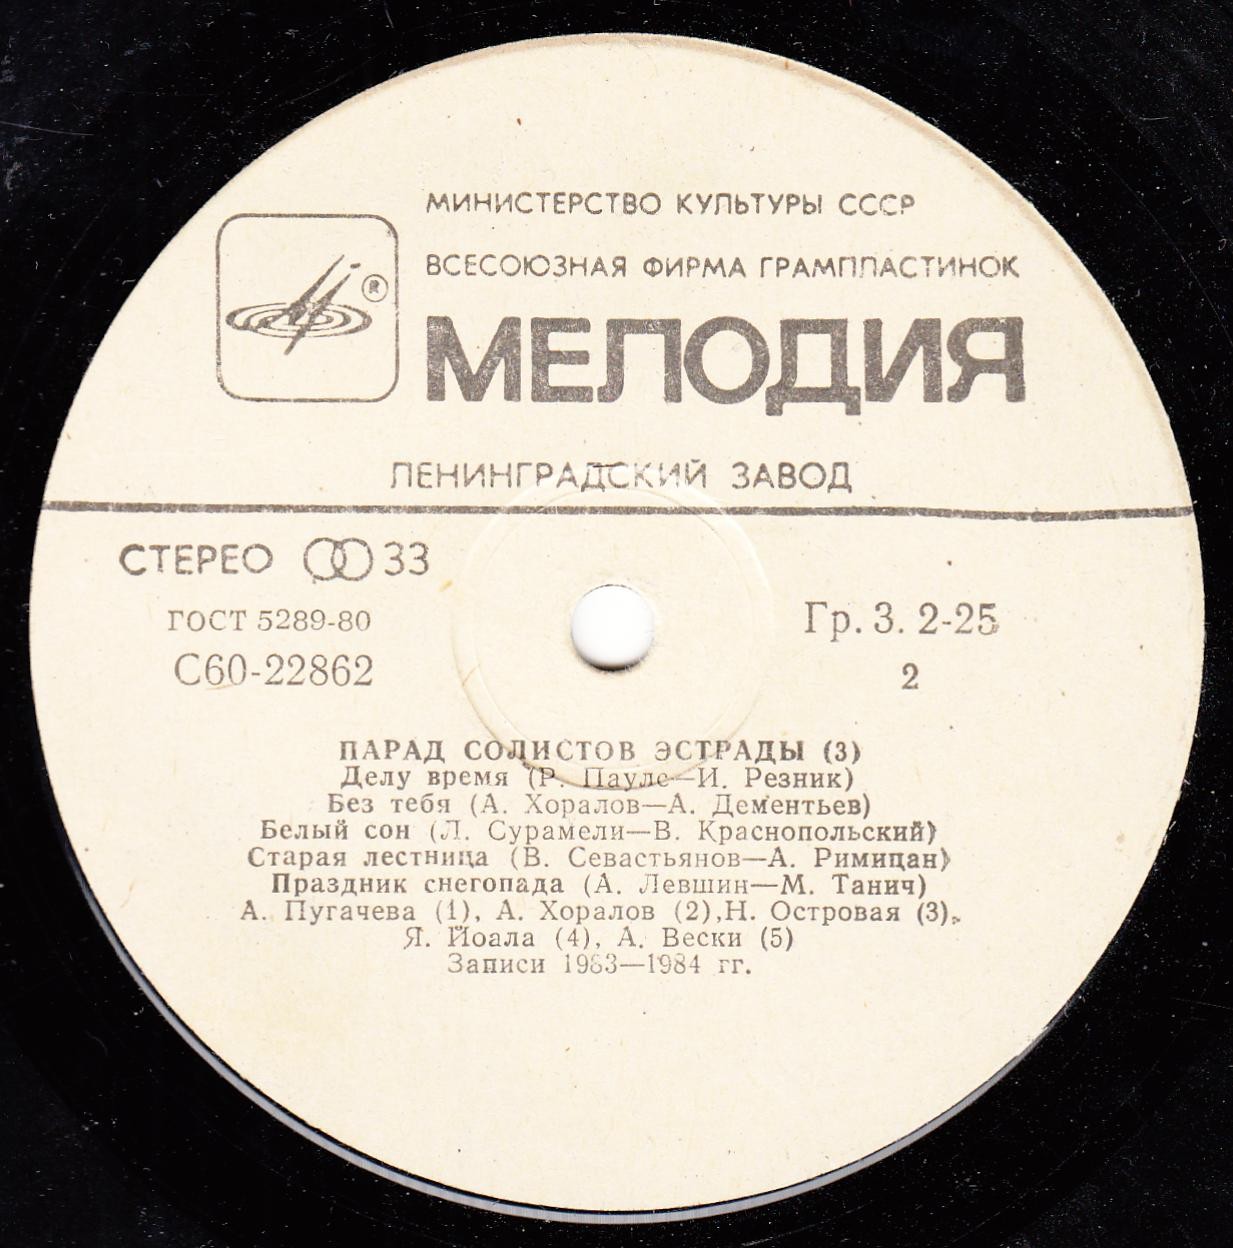 МИНИСТЕРСТВО КУЛЬТУРЫ СССР
ВСЕСОЮЗНАЯ ФИРМА ГРАМПЛАСТИНОК
®
МЕЛОДИЯ
ЛЕНИНГРАДСКИЙ ЗАВОД
СТЕРЕО 33
ГОСТ 5289-80
Гр. 3. 2-25
С60-22862
2
ПАРАД СОЛИСТОВ ЭСТРАДЫ (3)
Делу время (Р. Паулс—И. Резник)
Без тебя (А. Хоралов—А. Дементьев)
Белый сон (Л. Сурамели—В. Краснопольский)
Старая лестница (В. Севастьянов—А. Римицан)
Праздник снегопада (А. Левшин—М. Танич)
А. Пугачева (1), А. Хоралов (2),Н. Островая (3),
Я. Йоала (4), А. Вески (5)
Записи 1983—1984 гг.